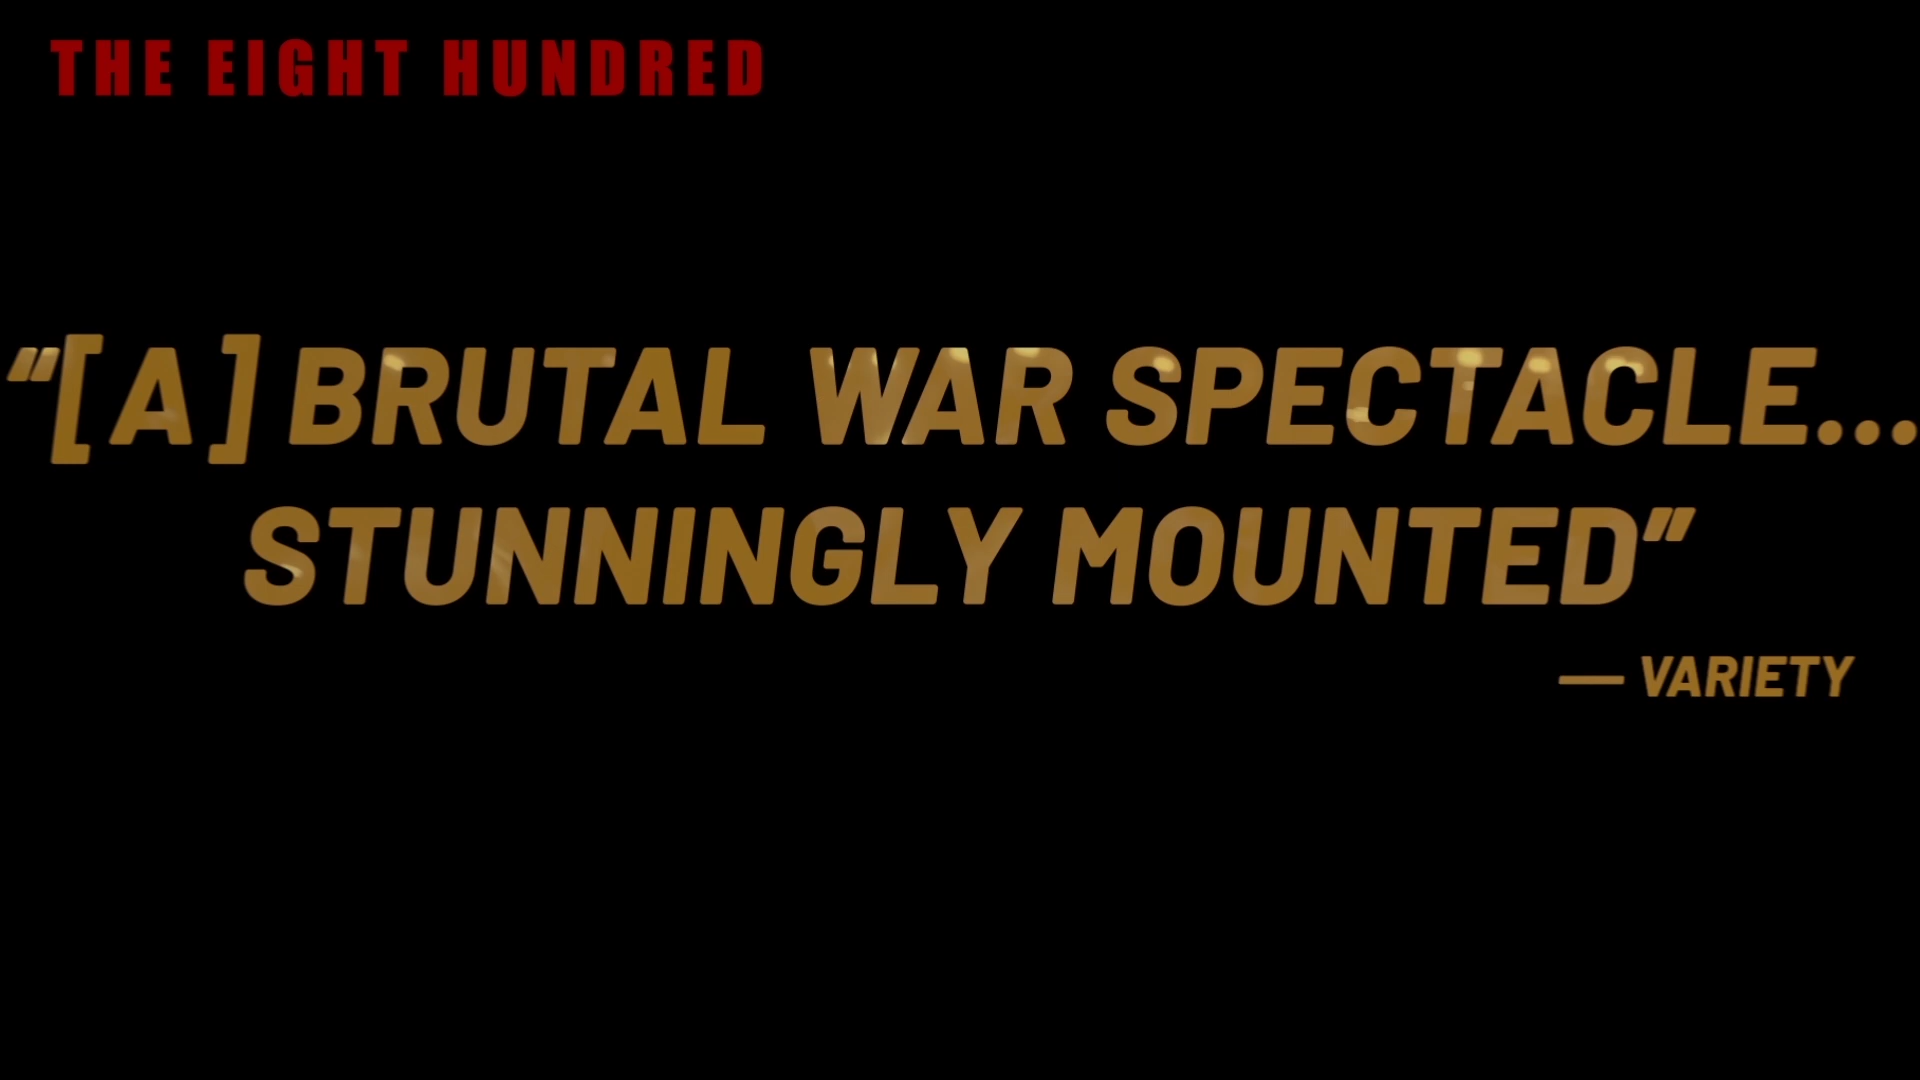 THE EIGHT HUNDRED
"[A] BRUTAL WAR SPECTACLE...
STUNNINGLY MOUNTED"
— VARIETY